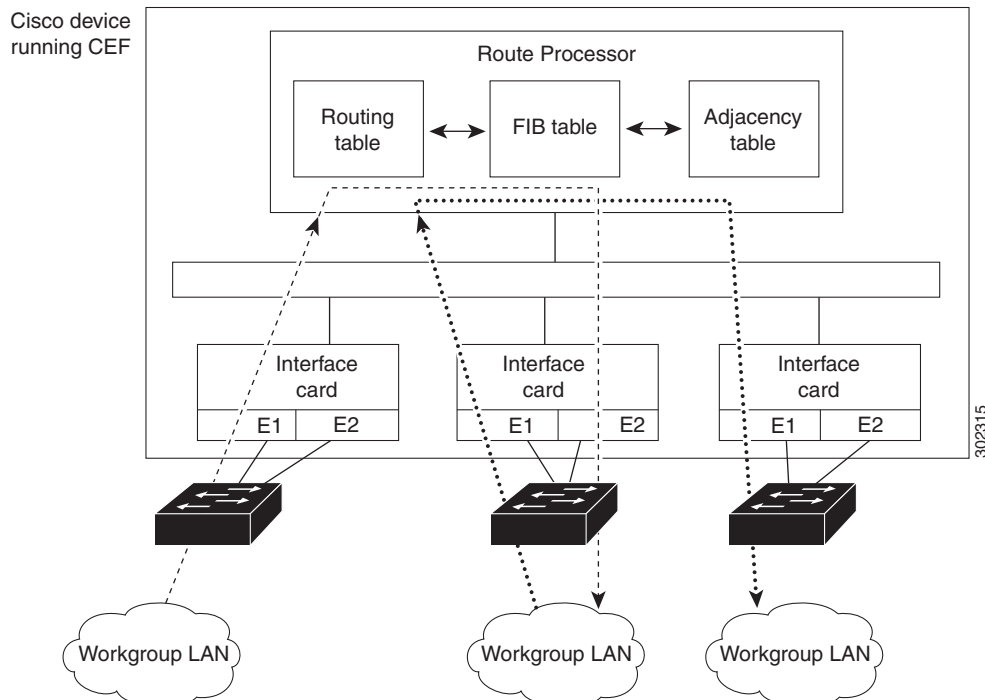 Cisco device
running CEF
Route Processor
Routing
table
FIB table
Adjacency
table
Interface
card
E1
E2
Interface
card
E1
E2
Interface
card
E1
E2
302315
Workgroup LAN
Workgroup LAN
Workgroup LAN